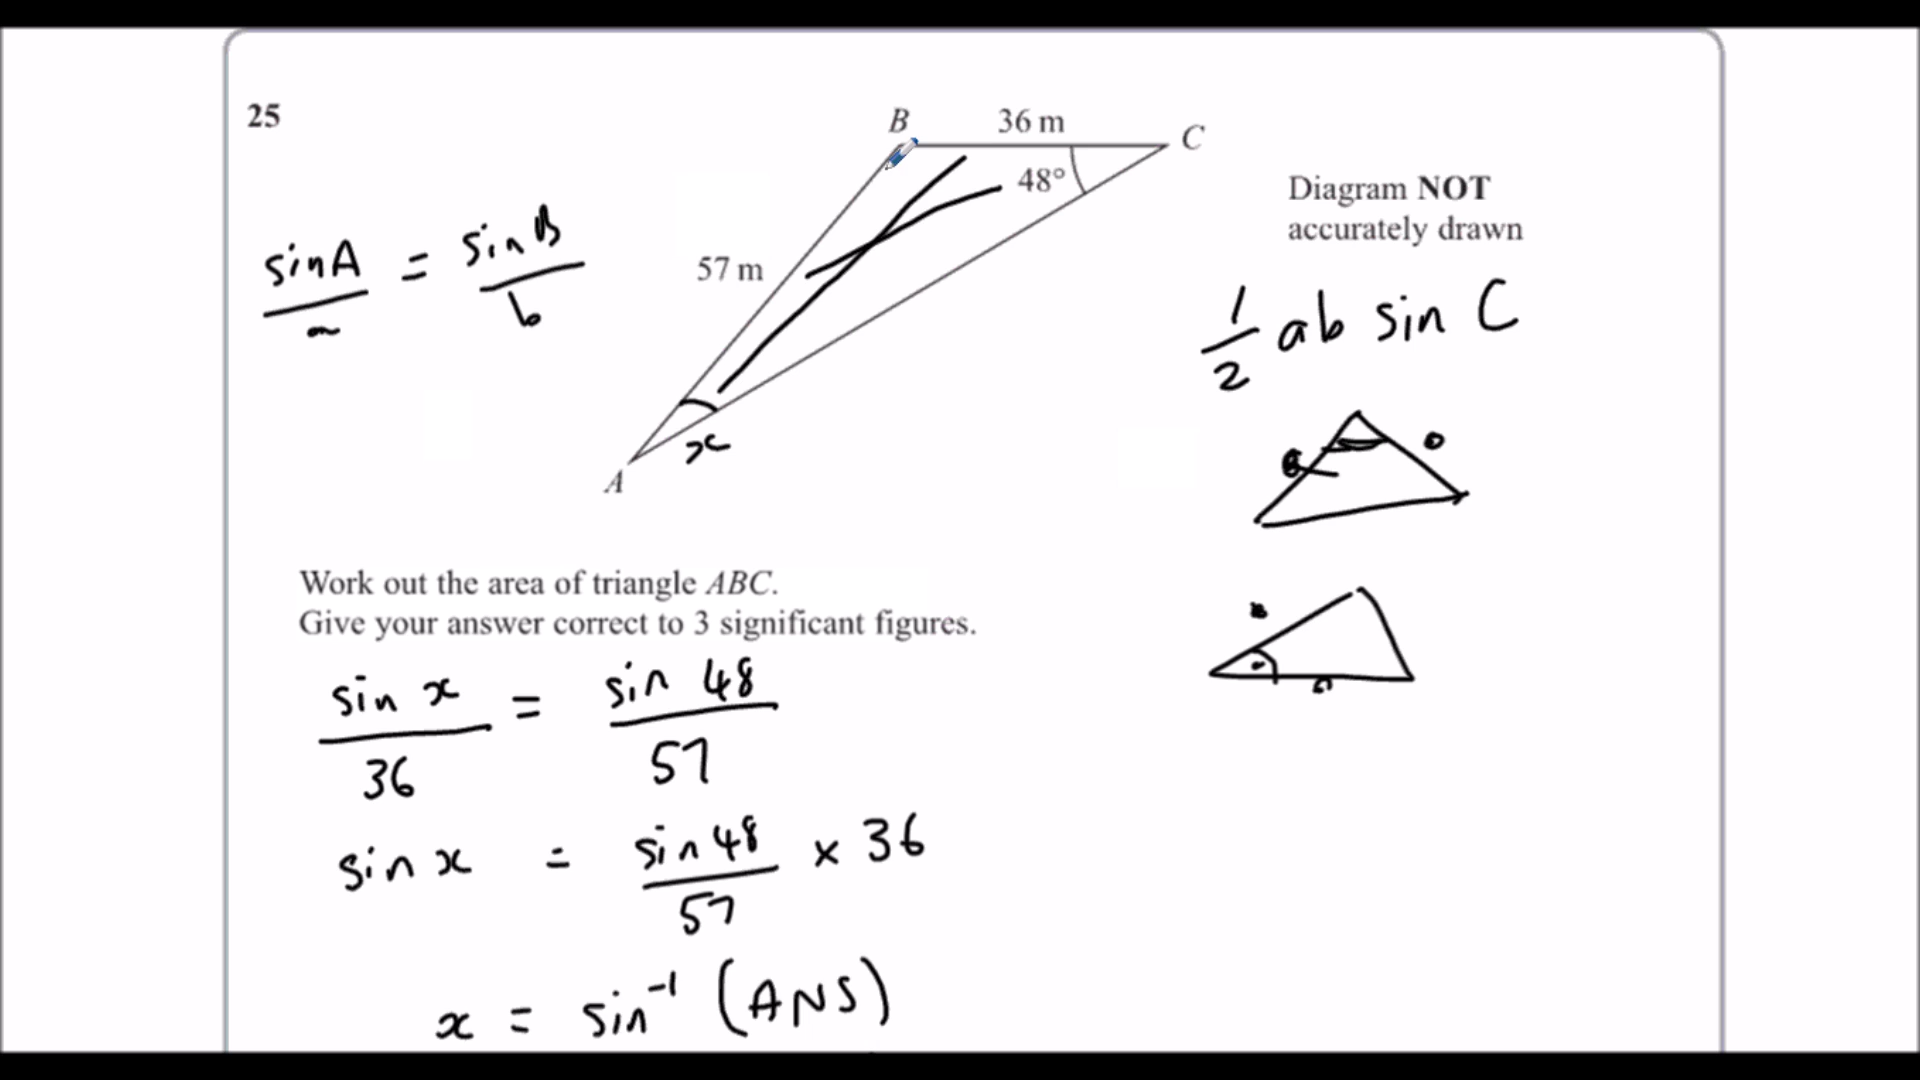 25
B
36 m
C
48°
Diagram NOT
accurately drawn
sin A = sin B
a b
57 m
1/2 ab sin C
x
A
Work out the area of triangle ABC.
Give your answer correct to 3 significant figures.
sin x = sin 48
36 57
sin x = sin 48 × 36
57
x = sin⁻¹ (ANS)